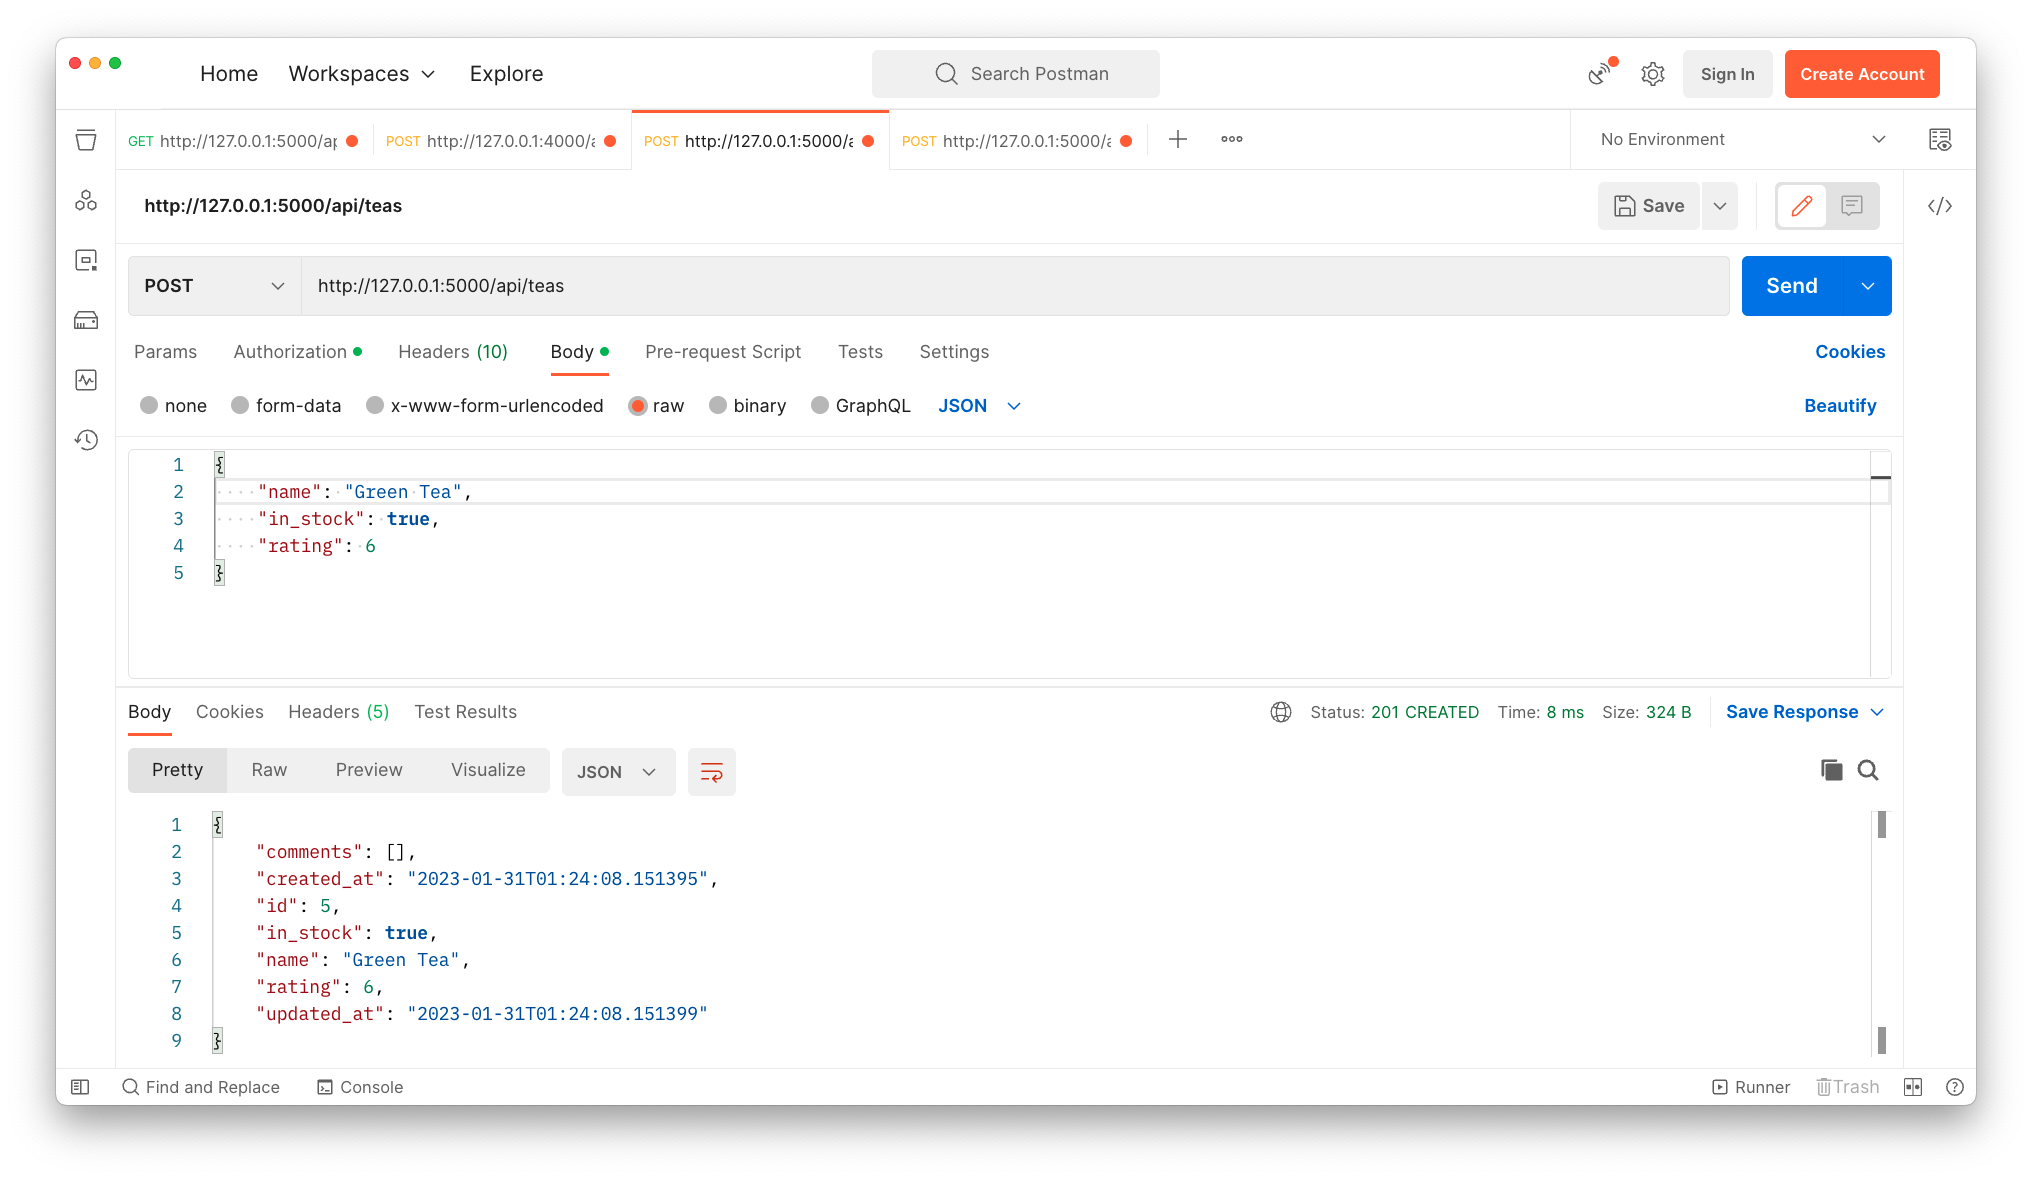 Home Workspaces Explore Search Postman Sign In Create Account
GET http://127.0.0.1:5000/ap POST http://127.0.0.1:4000/a POST http://127.0.0.1:5000/a POST http://127.0.0.1:5000/a No Environment
http://127.0.0.1:5000/api/teas Save
POST http://127.0.0.1:5000/api/teas Send
Params Authorization Headers (10) Body Pre-request Script Tests Settings Cookies
none form-data x-www-form-urlencoded raw binary GraphQL JSON Beautify
1 {
2 "name": "Green Tea",
3 "in_stock": true,
4 "rating": 6
5 }
Body Cookies Headers (5) Test Results Status: 201 CREATED Time: 8 ms Size: 324 B Save Response
Pretty Raw Preview Visualize JSON
1 {
2 "comments": [],
3 "created_at": "2023-01-31T01:24:08.151395",
4 "id": 5,
5 "in_stock": true,
6 "name": "Green Tea",
7 "rating": 6,
8 "updated_at": "2023-01-31T01:24:08.151399"
9 }
Find and Replace Console Runner Trash